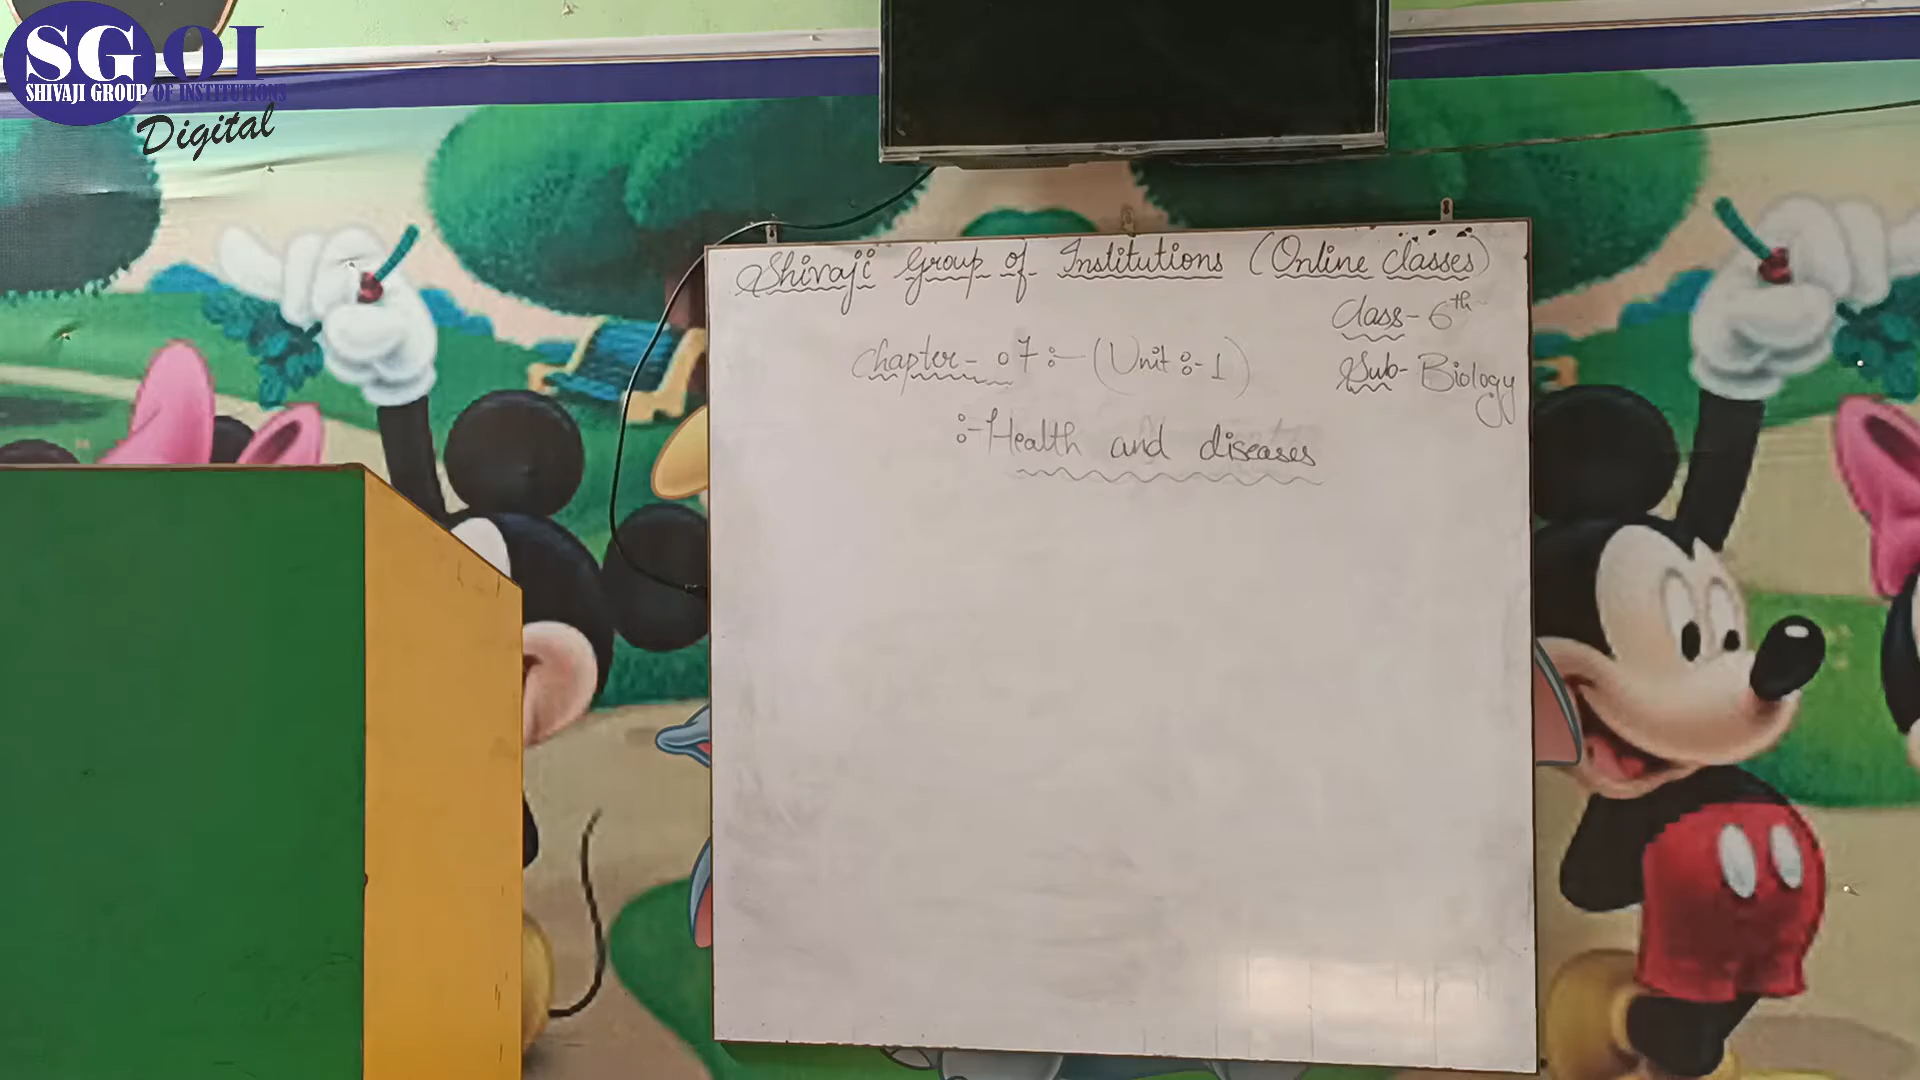 SGOI
SHIVAJI GROUP OF INSTITUTIONS
Digital
Shivaji Group of Institutions (Online classes)
Class - 6th
Chapter - 07 :- (Unit :- 1)
Sub - Biology
:- Health and diseases